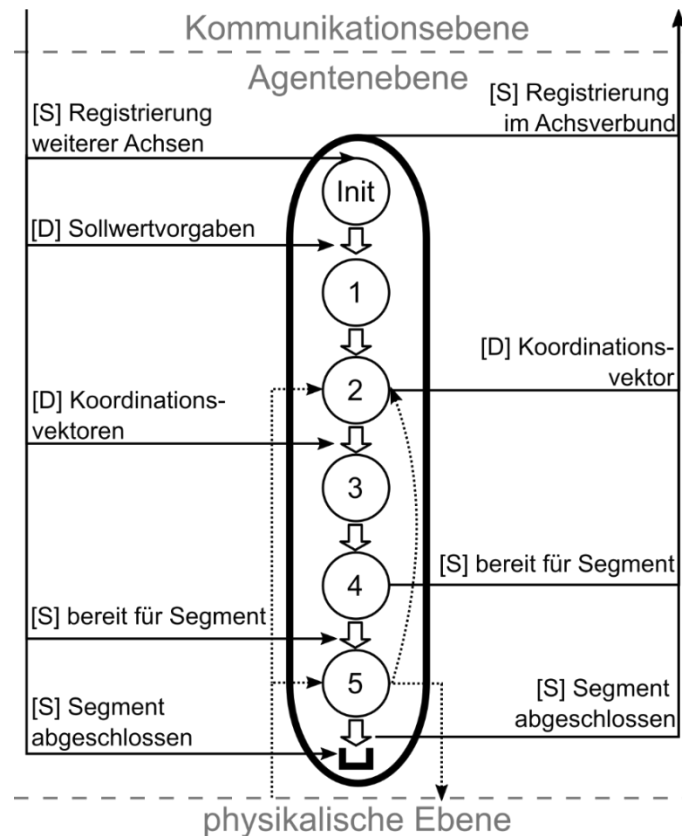 Kommunikationsebene
Agentenebene
[S] Registrierung
im Achsverbund
[S] Registrierung
weiterer Achsen
Init
[D] Sollwertvorgaben
1
[D] Koordinations-
vektor
2
[D] Koordinations-
vektoren
3
[S] bereit für Segment
4
[S] bereit für Segment
5
[S] Segment
abgeschlossen
[S] Segment
abgeschlossen
physikalische Ebene